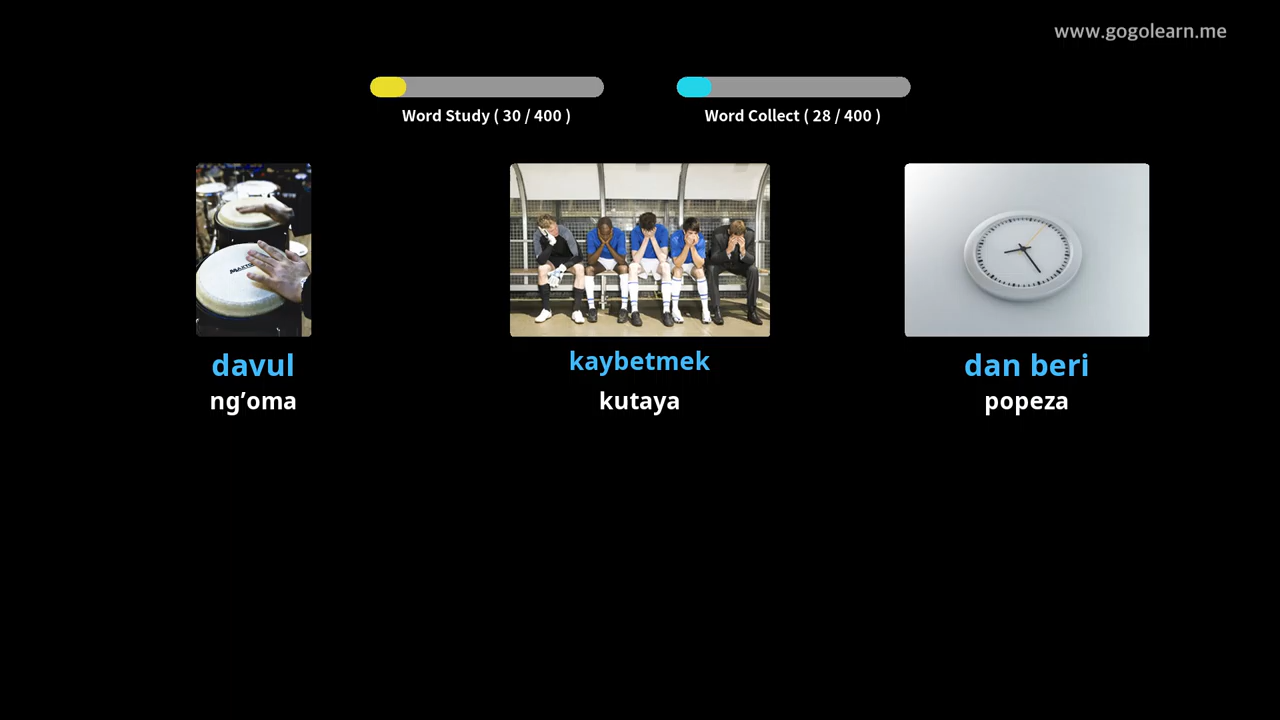 www.gogolearn.me
Word Study ( 30 / 400 )
Word Collect ( 28 / 400 )
davul
kaybetmek
dan beri
ng’oma
kutaya
popeza